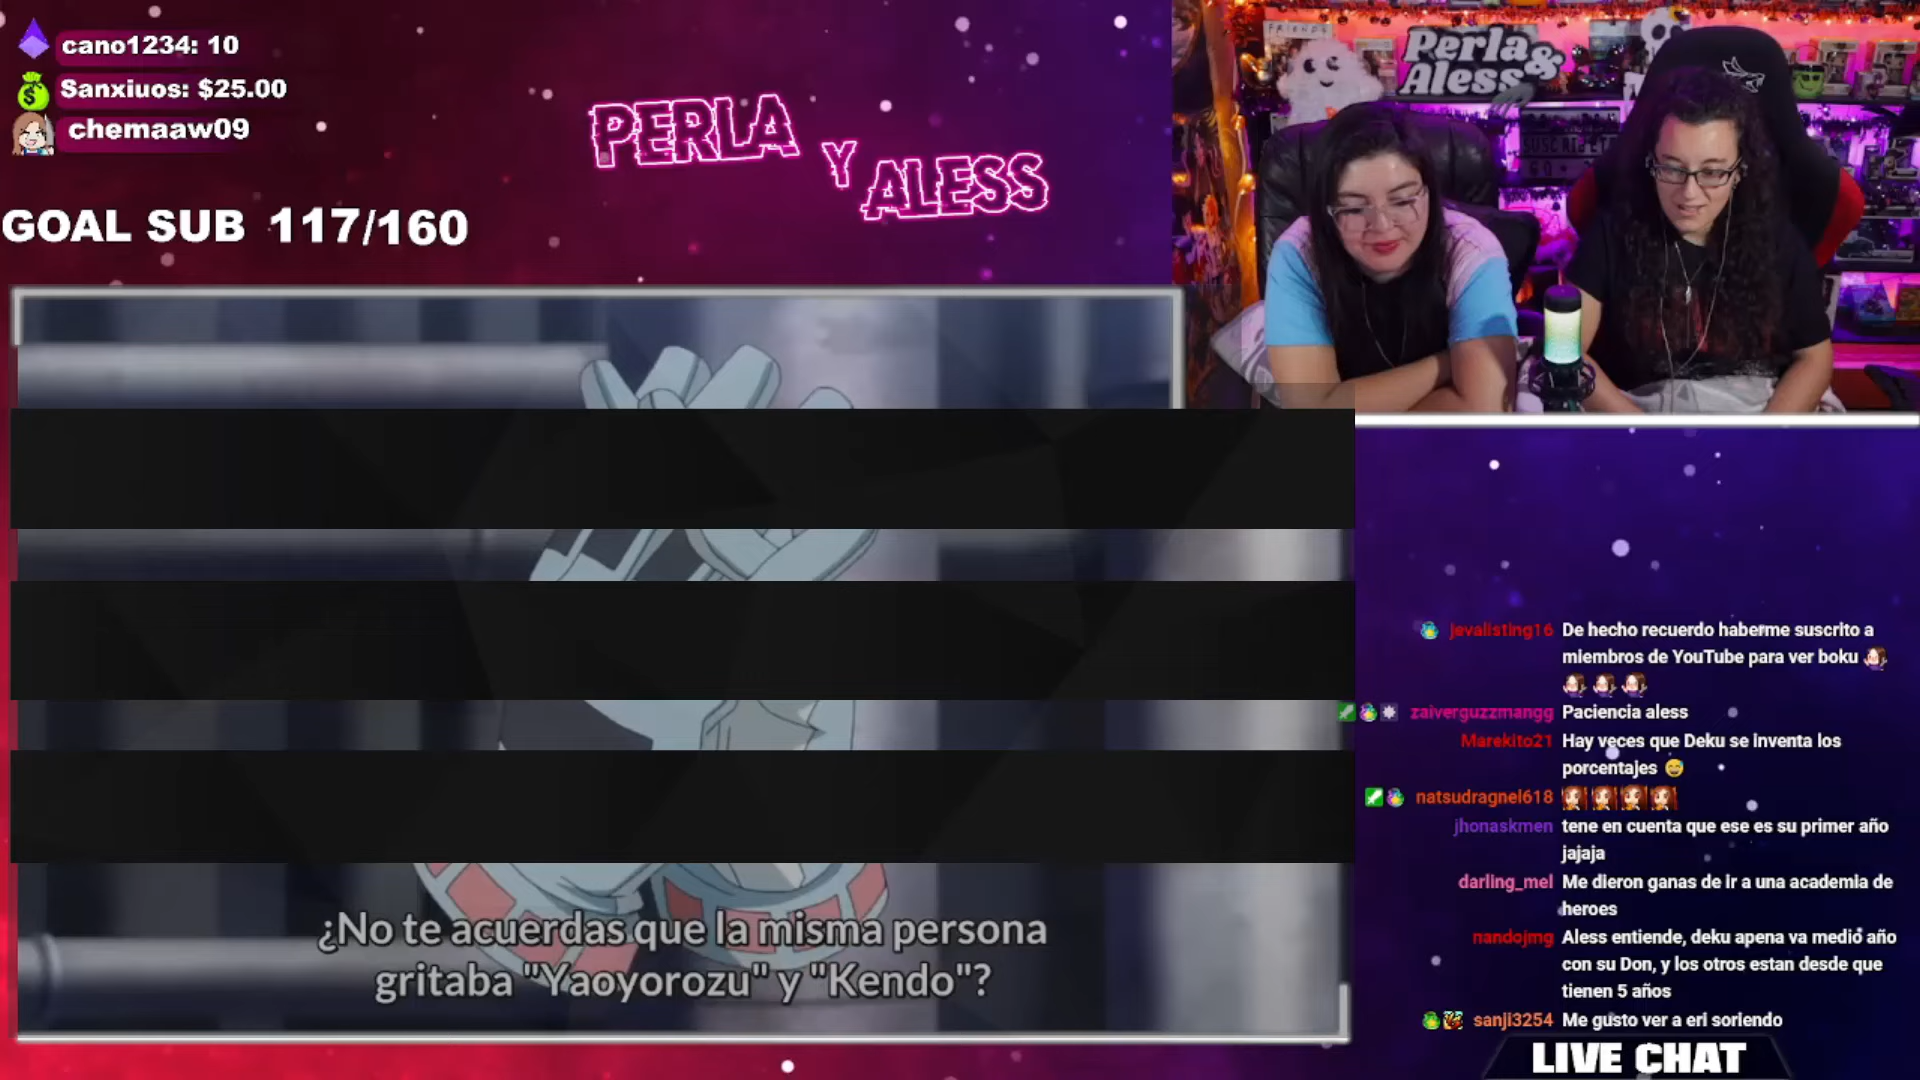 cano1234: 10
Sanxiuos: $25.00
chemaaw09
GOAL SUB 117/160
PERLA
Y
ALESS
FRIENDS
Perla&
Aless
¿No te acuerdas que la misma persona
gritaba "Yaoyorozu" y "Kendo"?
jevalisting16 De hecho recuerdo haberme suscrito a
miembros de YouTube para ver boku
zaiverguzzmangg Paciencia aless
Marekito21 Hay veces que Deku se inventa los
porcentajes 😅
natsudragnel618
jhonaskmen tene en cuenta que ese es su primer año
jajaja
darling_mel Me dieron ganas de ir a una academia de
heroes
nandojmg Aless entiende, deku apena va medio año
con su Don, y los otros estan desde que
tienen 5 años
sanji3254 Me gusto ver a eri soriendo
LIVE CHAT